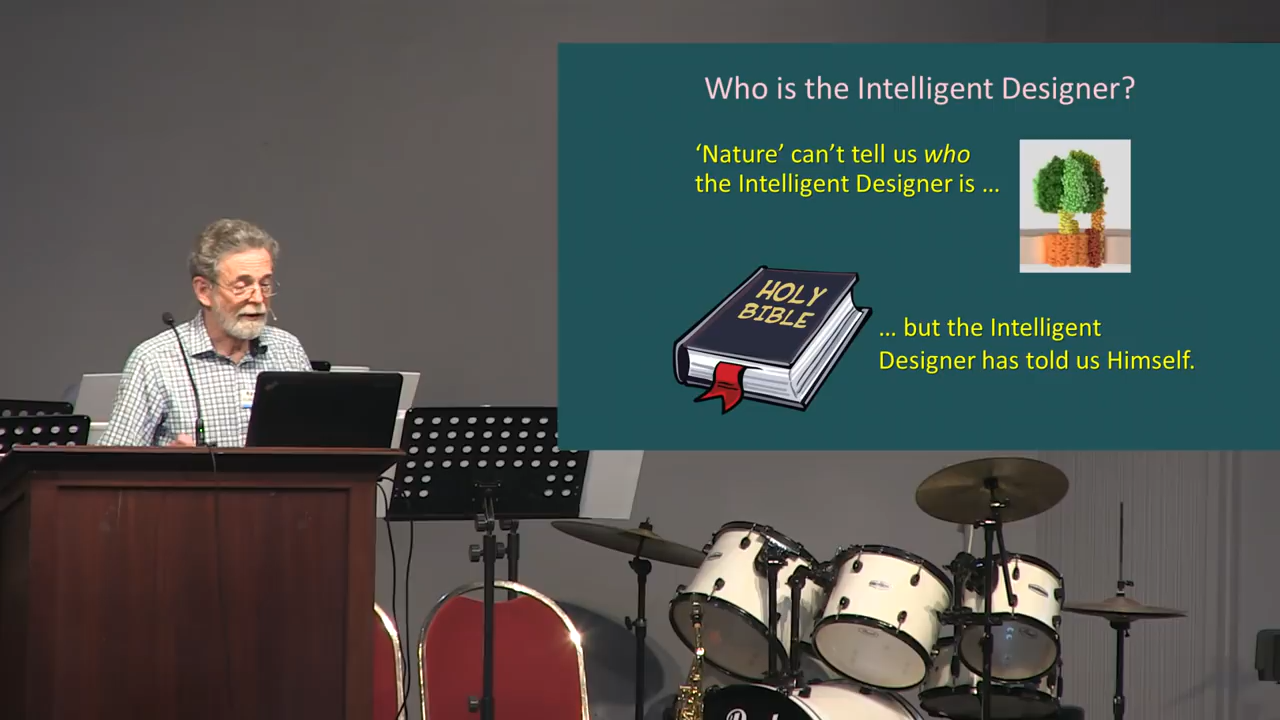 Who is the Intelligent Designer?
‘Nature’ can’t tell us who
the Intelligent Designer is …
HOLY
BIBLE
… but the Intelligent
Designer has told us Himself.